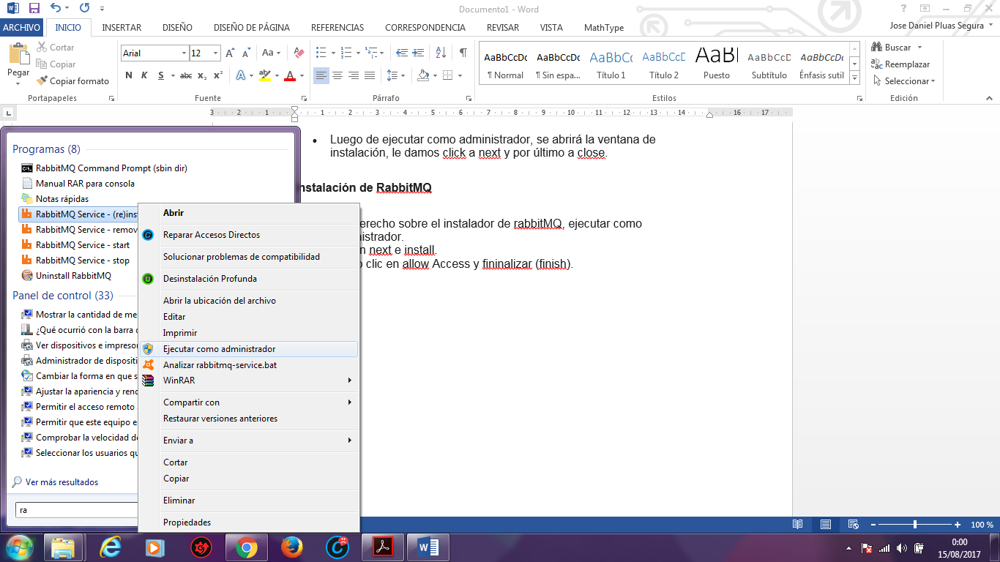 Documento1 - Word
ARCHIVO INICIO INSERTAR DISEÑO DISEÑO DE PÁGINA REFERENCIAS CORRESPONDENCIA REVISAR VISTA MathType
Jose Daniel Pluas Segura
Pegar
Cortar
Copiar
Copiar formato
Portapapeles
Arial 12
N K S abc x₂ x²
Fuente
Párrafo
AaBbCcDc AaBbCcDc AaBbCc AaBbCcD AaBl AaBbCcD AaBbCcDc
¶ Normal ¶ Sin espa... Título 1 Título 2 Puesto Subtítulo Énfasis sutil
Estilos
Buscar
Reemplazar
Seleccionar
Edición
3 2 1 1 2 3 4 5 6 7 8 9 10 11 12 13 14 16 17
Luego de ejecutar como administrador, se abrirá la ventana de
instalación, le damos click a next y por último a close.
nstalación de RabbitMQ
erecho sobre el instalador de rabbitMQ, ejecutar como
nistrador.
n next e install.
o clic en allow Access y fininalizar (finish).
Programas (8)
RabbitMQ Command Prompt (sbin dir)
Manual RAR para consola
Notas rápidas
RabbitMQ Service - (re)inst
RabbitMQ Service - remov
RabbitMQ Service - start
RabbitMQ Service - stop
Uninstall RabbitMQ
Panel de control (33)
Mostrar la cantidad de me
¿Qué ocurrió con la barra d
Ver dispositivos e impresor
Administrador de dispositi
Cambiar la forma en que s
Ajustar la apariencia y rend
Permitir el acceso remoto
Permitir que este equipo e
Comprobar la velocidad de
Seleccionar los usuarios qu
Ver más resultados
ra
Abrir
Reparar Accesos Directos
Solucionar problemas de compatibilidad
Desinstalación Profunda
Abrir la ubicación del archivo
Editar
Imprimir
Ejecutar como administrador
Analizar rabbitmq-service.bat
WinRAR
Compartir con
Restaurar versiones anteriores
Enviar a
Cortar
Copiar
Eliminar
Propiedades
100 %
0:00
15/08/2017